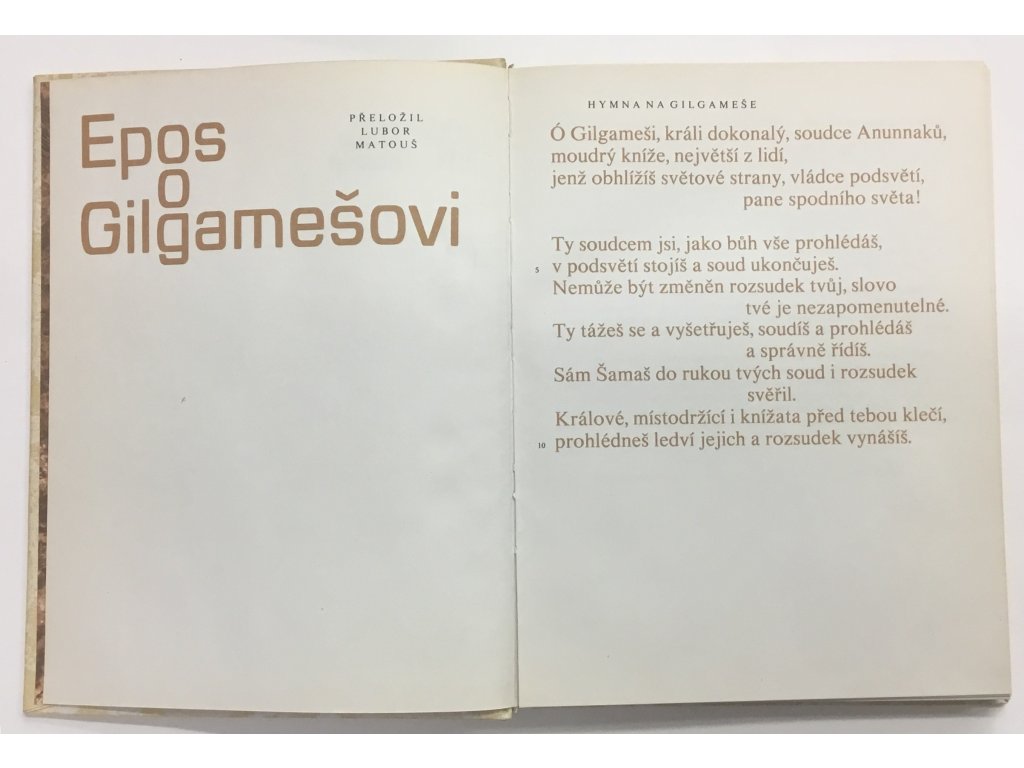 Epos
o
Gilgamešovi
PŘELOŽIL
LUBOR
MATOUŠ
HYMNA NA GILGAMEŠE
Ó Gilgameši, králi dokonalý, soudce Anunnaků,
moudrý kníže, největší z lidí,
jenž obhlížíš světové strany, vládce podsvětí,
pane spodního světa!
Ty soudcem jsi, jako bůh vše prohlédáš,
5 v podsvětí stojíš a soud ukončuješ.
Nemůže být změněn rozsudek tvůj, slovo
tvé je nezapomenutelné.
Ty tážeš se a vyšetřuješ, soudíš a prohlédáš
a správně řídíš.
Sám Šamaš do rukou tvých soud i rozsudek
svěřil.
Králové, místodržící i knížata před tebou klečí,
10 prohlédneš ledví jejich a rozsudek vynášíš.